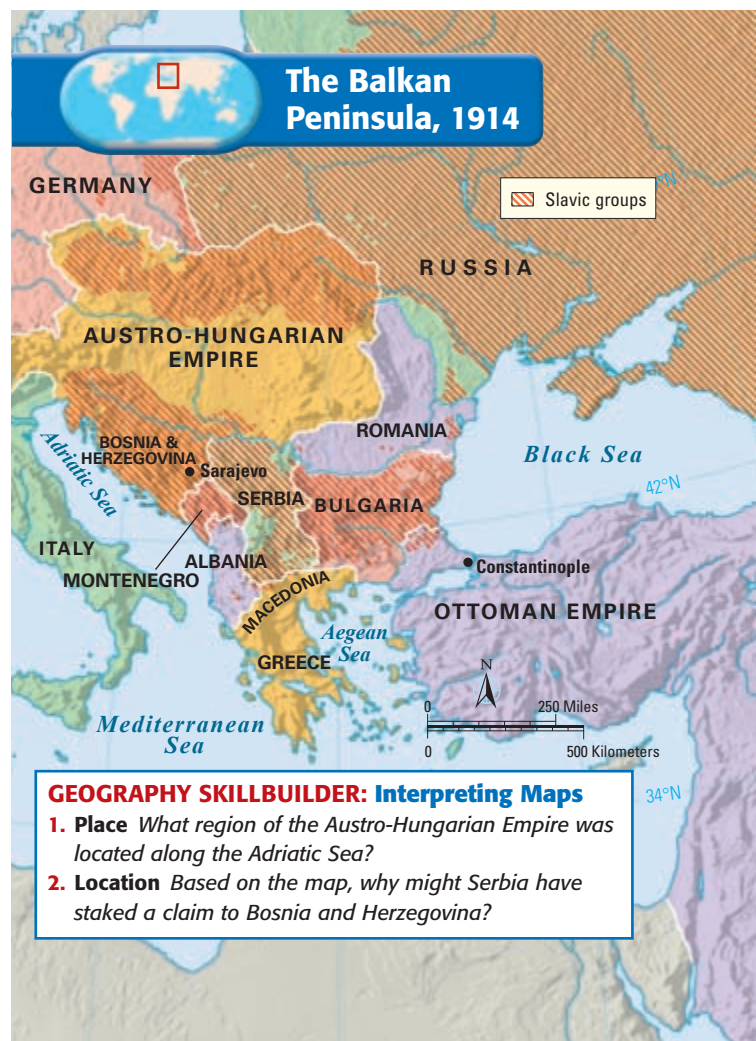 The Balkan
Peninsula, 1914
GERMANY
Slavic groups
RUSSIA
AUSTRO-HUNGARIAN
EMPIRE
ROMANIA
Black Sea
Adriatic Sea
BOSNIA &
HERZEGOVINA
Sarajevo
SERBIA
BULGARIA
42°N
ITALY
MONTENEGRO
ALBANIA
MACEDONIA
Constantinople
OTTOMAN EMPIRE
Aegean
Sea
GREECE
N
0
250 Miles
0
500 Kilometers
Mediterranean
Sea
34°N
GEOGRAPHY SKILLBUILDER: Interpreting Maps
1. Place What region of the Austro-Hungarian Empire was
located along the Adriatic Sea?
2. Location Based on the map, why might Serbia have
staked a claim to Bosnia and Herzegovina?